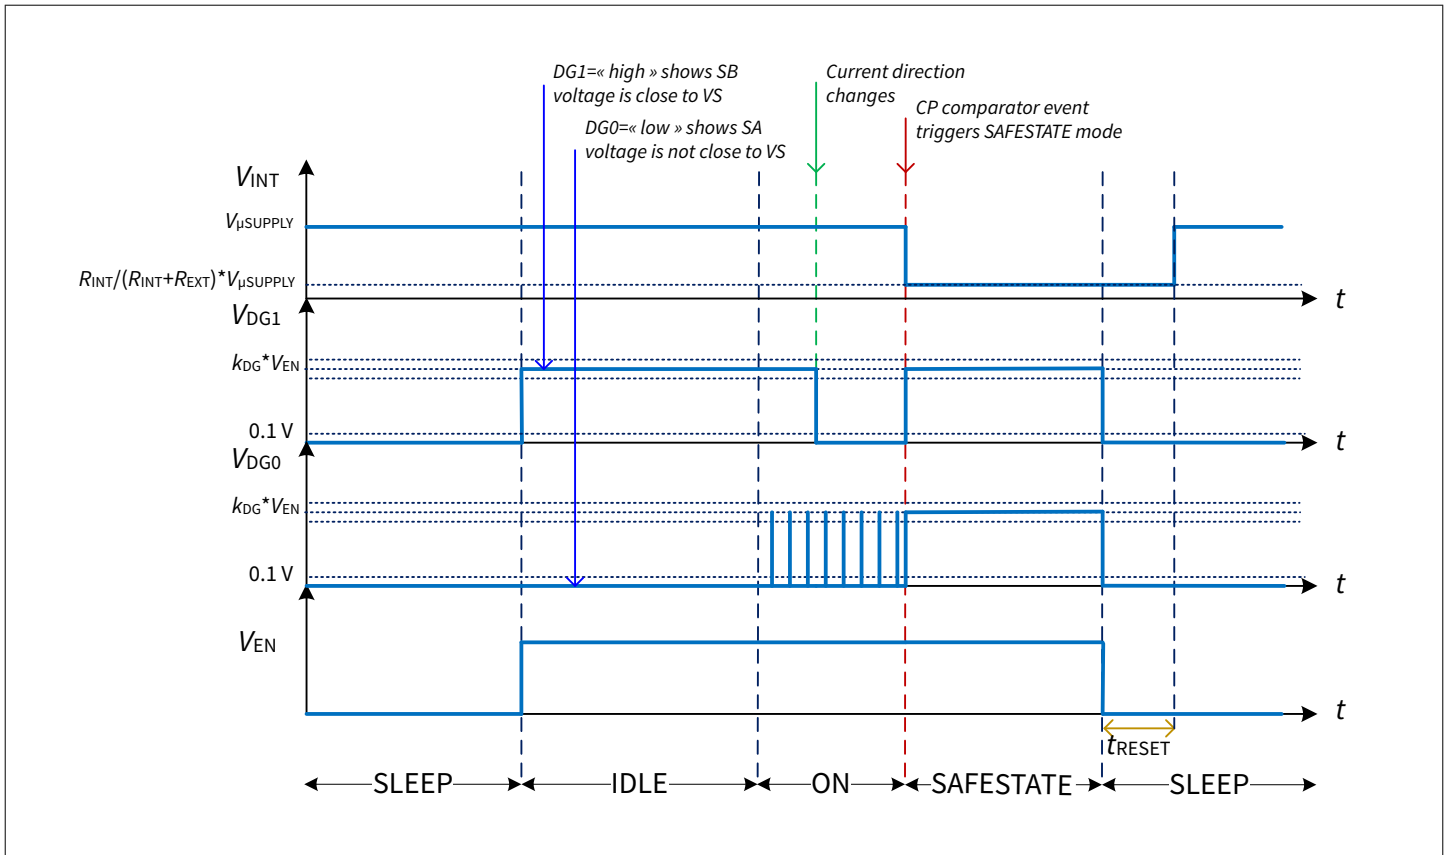 DG1=« high » shows SB
voltage is close to VS
DG0=« low » shows SA
voltage is not close to VS
Current direction
changes
CP comparator event
triggers SAFESTATE mode
VINT
VµSUPPLY
RINT/(RINT+REXT)*VµSUPPLY
t
VDG1
kDG*VEN
0.1 V
t
VDG0
kDG*VEN
0.1 V
t
VEN
t
tRESET
SLEEP
IDLE
ON
SAFESTATE
SLEEP